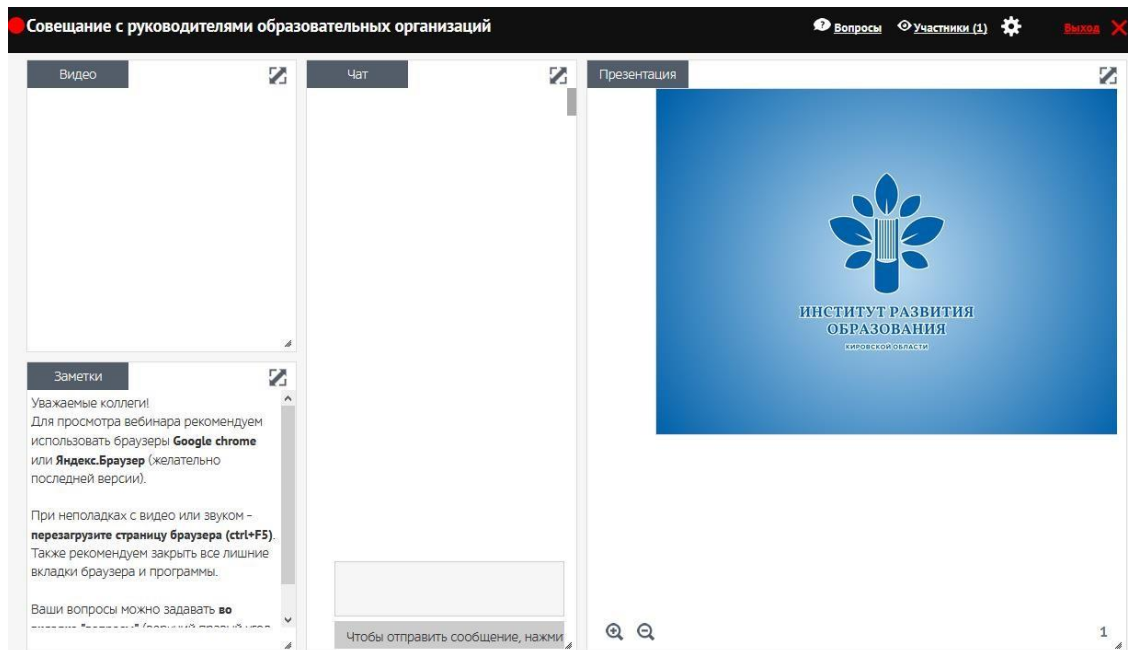 Совещание с руководителями образовательных организаций
Вопросы
Участники (1)
Выход
Видео
Чат
Презентация
ИНСТИТУТ РАЗВИТИЯ
ОБРАЗОВАНИЯ
КИРОВСКОЙ ОБЛАСТИ
Заметки
Уважаемые коллеги!
Для просмотра вебинара рекомендуем
использовать браузеры Google chrome
или Яндекс.Браузер (желательно
последней версии).
При неполадках с видео или звуком –
перезагрузите страницу браузера (ctrl+F5).
Также рекомендуем закрыть все лишние
вкладки браузера и программы.
Ваши вопросы можно задавать во
Чтобы отправить сообщение, нажми
1